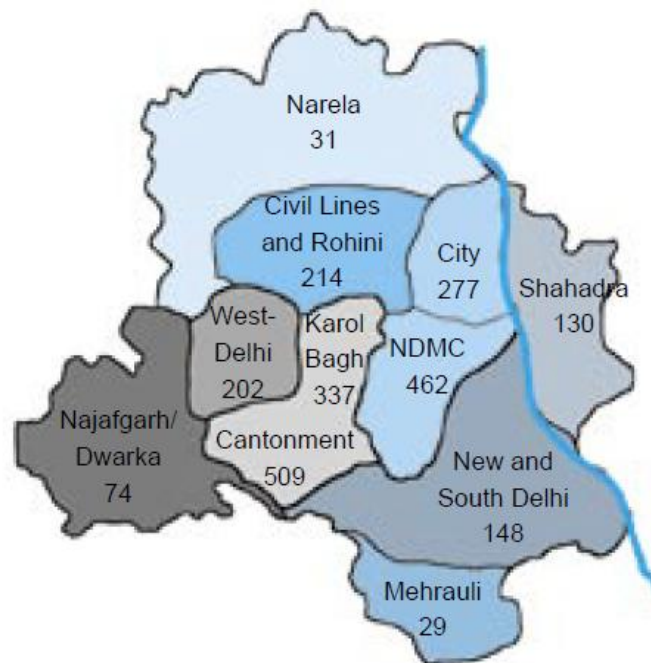 Narela
31
Civil Lines
and Rohini
214
City
277
Shahadra
130
West-
Delhi
202
Karol
Bagh
337
NDMC
462
Najafgarh/
Dwarka
74
Cantonment
509
New and
South Delhi
148
Mehrauli
29